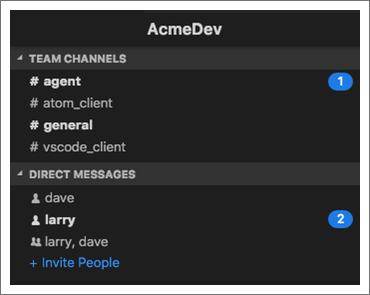 AcmeDev
TEAM CHANNELS
# agent 1
# atom_client
# general
# vscode_client
DIRECT MESSAGES
dave
larry 2
larry, dave
+ Invite People